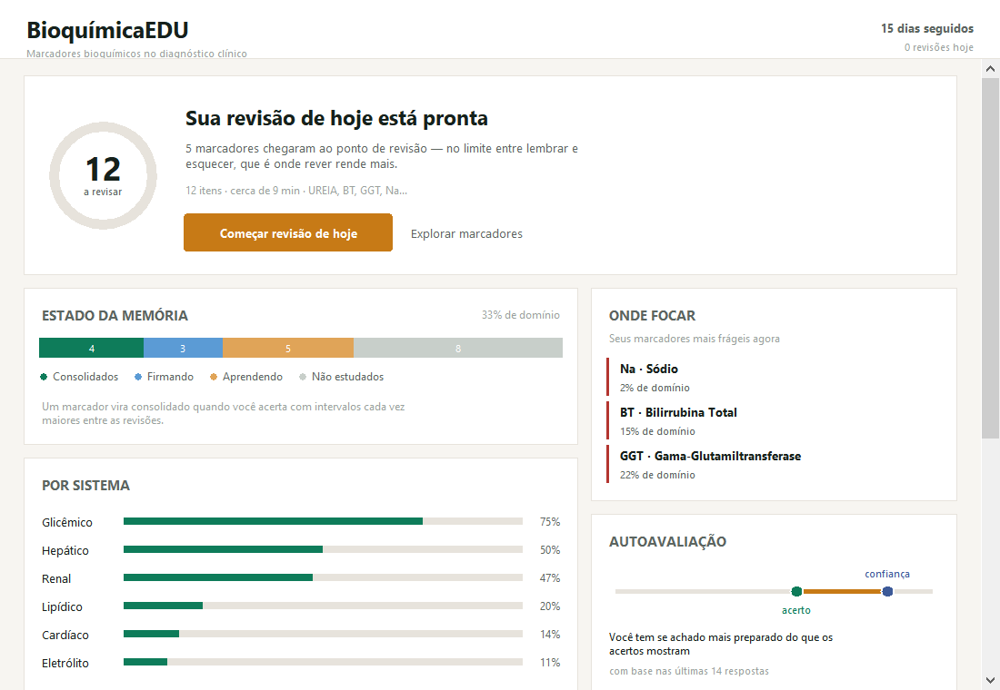 BioquímicaEDU
Marcadores bioquímicos no diagnóstico clínico
15 dias seguidos
0 revisões hoje
12
a revisar
Sua revisão de hoje está pronta
5 marcadores chegaram ao ponto de revisão — no limite entre lembrar e
esquecer, que é onde rever rende mais.
12 itens · cerca de 9 min · UREIA, BT, GGT, Na...
Começar revisão de hoje
Explorar marcadores
ESTADO DA MEMÓRIA
33% de domínio
4
3
5
8
Consolidados
Firmando
Aprendendo
Não estudados
Um marcador vira consolidado quando você acerta com intervalos cada vez
maiores entre as revisões.
POR SISTEMA
Glicêmico
75%
Hepático
50%
Renal
47%
Lipídico
20%
Cardíaco
14%
Eletrólito
11%
ONDE FOCAR
Seus marcadores mais frágeis agora
Na · Sódio
2% de domínio
BT · Bilirrubina Total
15% de domínio
GGT · Gama-Glutamiltransferase
22% de domínio
AUTOAVALIAÇÃO
confiança
acerto
Você tem se achado mais preparado do que os
acertos mostram
com base nas últimas 14 respostas